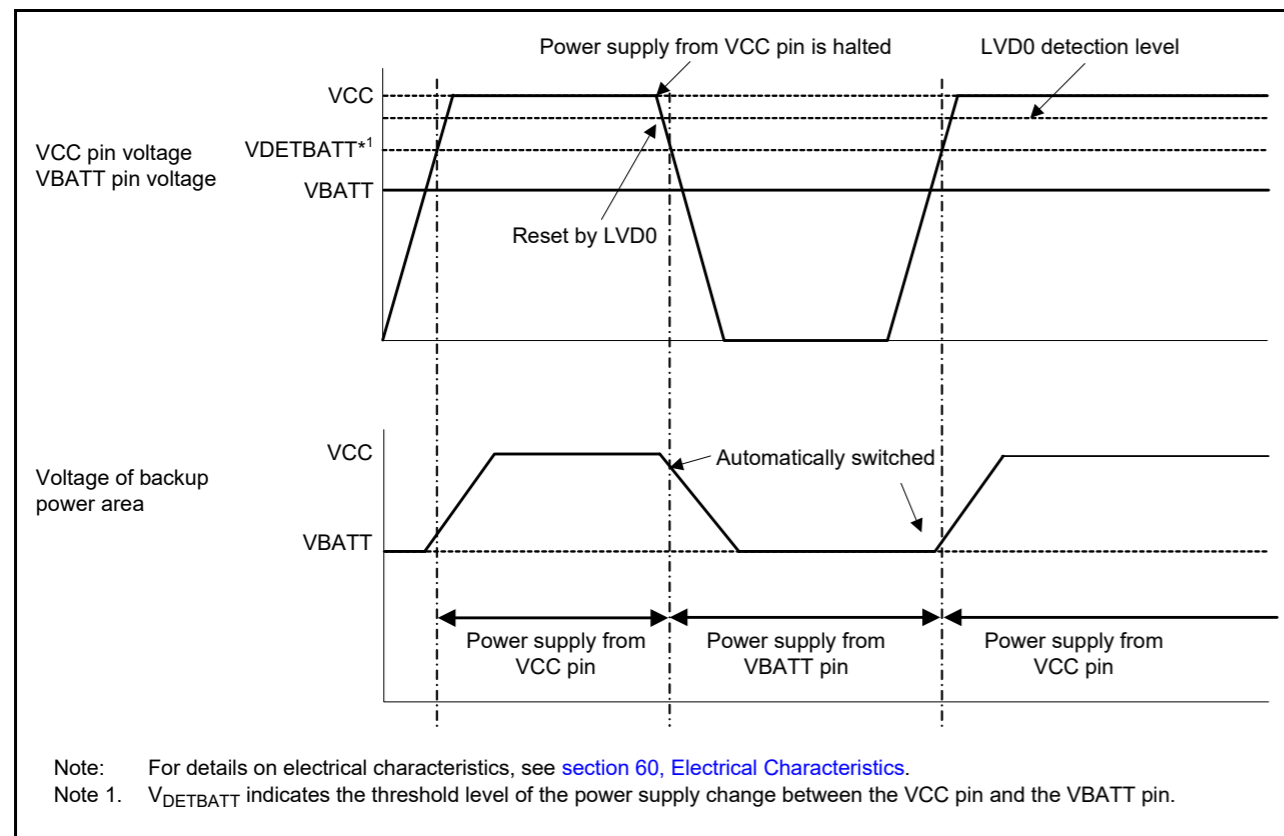 Power supply from VCC pin is halted
LVD0 detection level
VCC
VDETBATT*1
VCC pin voltage
VBATT pin voltage
VBATT
Reset by LVD0
VCC
Automatically switched
Voltage of backup
power area
VBATT
Power supply from
VCC pin
Power supply from
VBATT pin
Power supply from
VCC pin
Note: For details on electrical characteristics, see section 60, Electrical Characteristics.
Note 1. VDETBATT indicates the threshold level of the power supply change between the VCC pin and the VBATT pin.